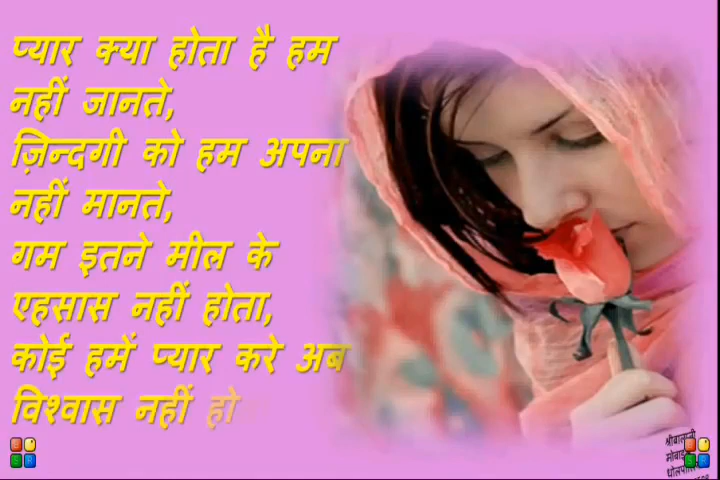 प्यार क्या होता है हम
नहीं जानते,
ज़िन्दगी को हम अपना
नहीं मानते,
गम इतने मील के
एहसास नहीं होता,
कोई हमें प्यार करे अब
विश्वास नहीं हो
श्रीबालाजी